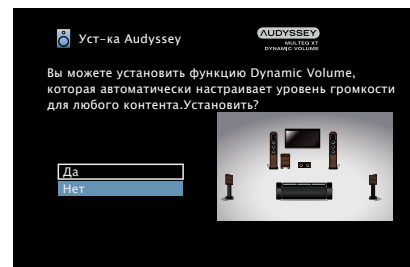 Уст-ка Audyssey
AUDYSSEY
MULTEQ XT
DYNAMIC VOLUME
Вы можете установить функцию Dynamic Volume,
которая автоматически настраивает уровень громкости
для любого контента.Установить?
Да
Нет